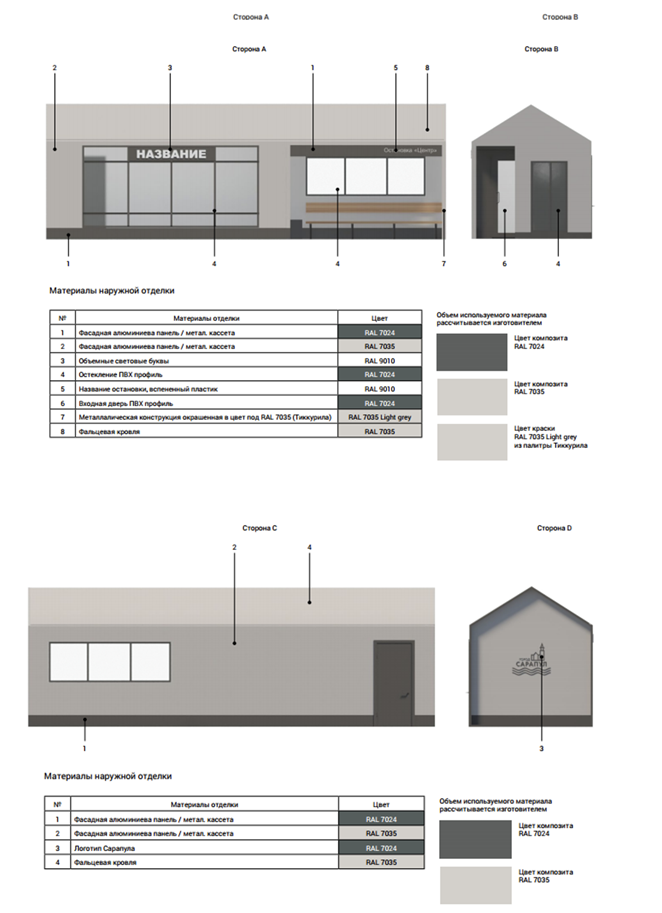 Сторона A
Сторона B
Сторона A
Сторона B
2
3
1
5
8
НАЗВАНИЕ
Остановка «Центр»
1
4
4
7
6
4
Материалы наружной отделки
№ Материалы отделки Цвет
1 Фасадная алюминиева панель / метал. кассета RAL 7024
2 Фасадная алюминиева панель / метал. кассета RAL 7035
3 Объемные световые буквы RAL 9010
4 Остекление ПВХ профиль RAL 7024
5 Название остановки, вспененный пластик RAL 9010
6 Входная дверь ПВХ профиль RAL 7024
7 Металлалическая конструкция окрашенная в цвет под RAL 7035 (Тиккурила) RAL 7035 Light grey
8 Фальцевая кровля RAL 7035
Объем используемого материала
рассчитывается изготовителем
Цвет композита
RAL 7024
Цвет композита
RAL 7035
Цвет краски
RAL 7035 Light grey
из палитры Тиккурила
Сторона C
Сторона D
2
4
САРАПУЛ
1
3
Материалы наружной отделки
№ Материалы отделки Цвет
1 Фасадная алюминиева панель / метал. кассета RAL 7024
2 Фасадная алюминиева панель / метал. кассета RAL 7035
3 Логотип Сарапула RAL 7024
4 Фальцевая кровля RAL 7035
Объем используемого материала
рассчитывается изготовителем
Цвет композита
RAL 7024
Цвет композита
RAL 7035